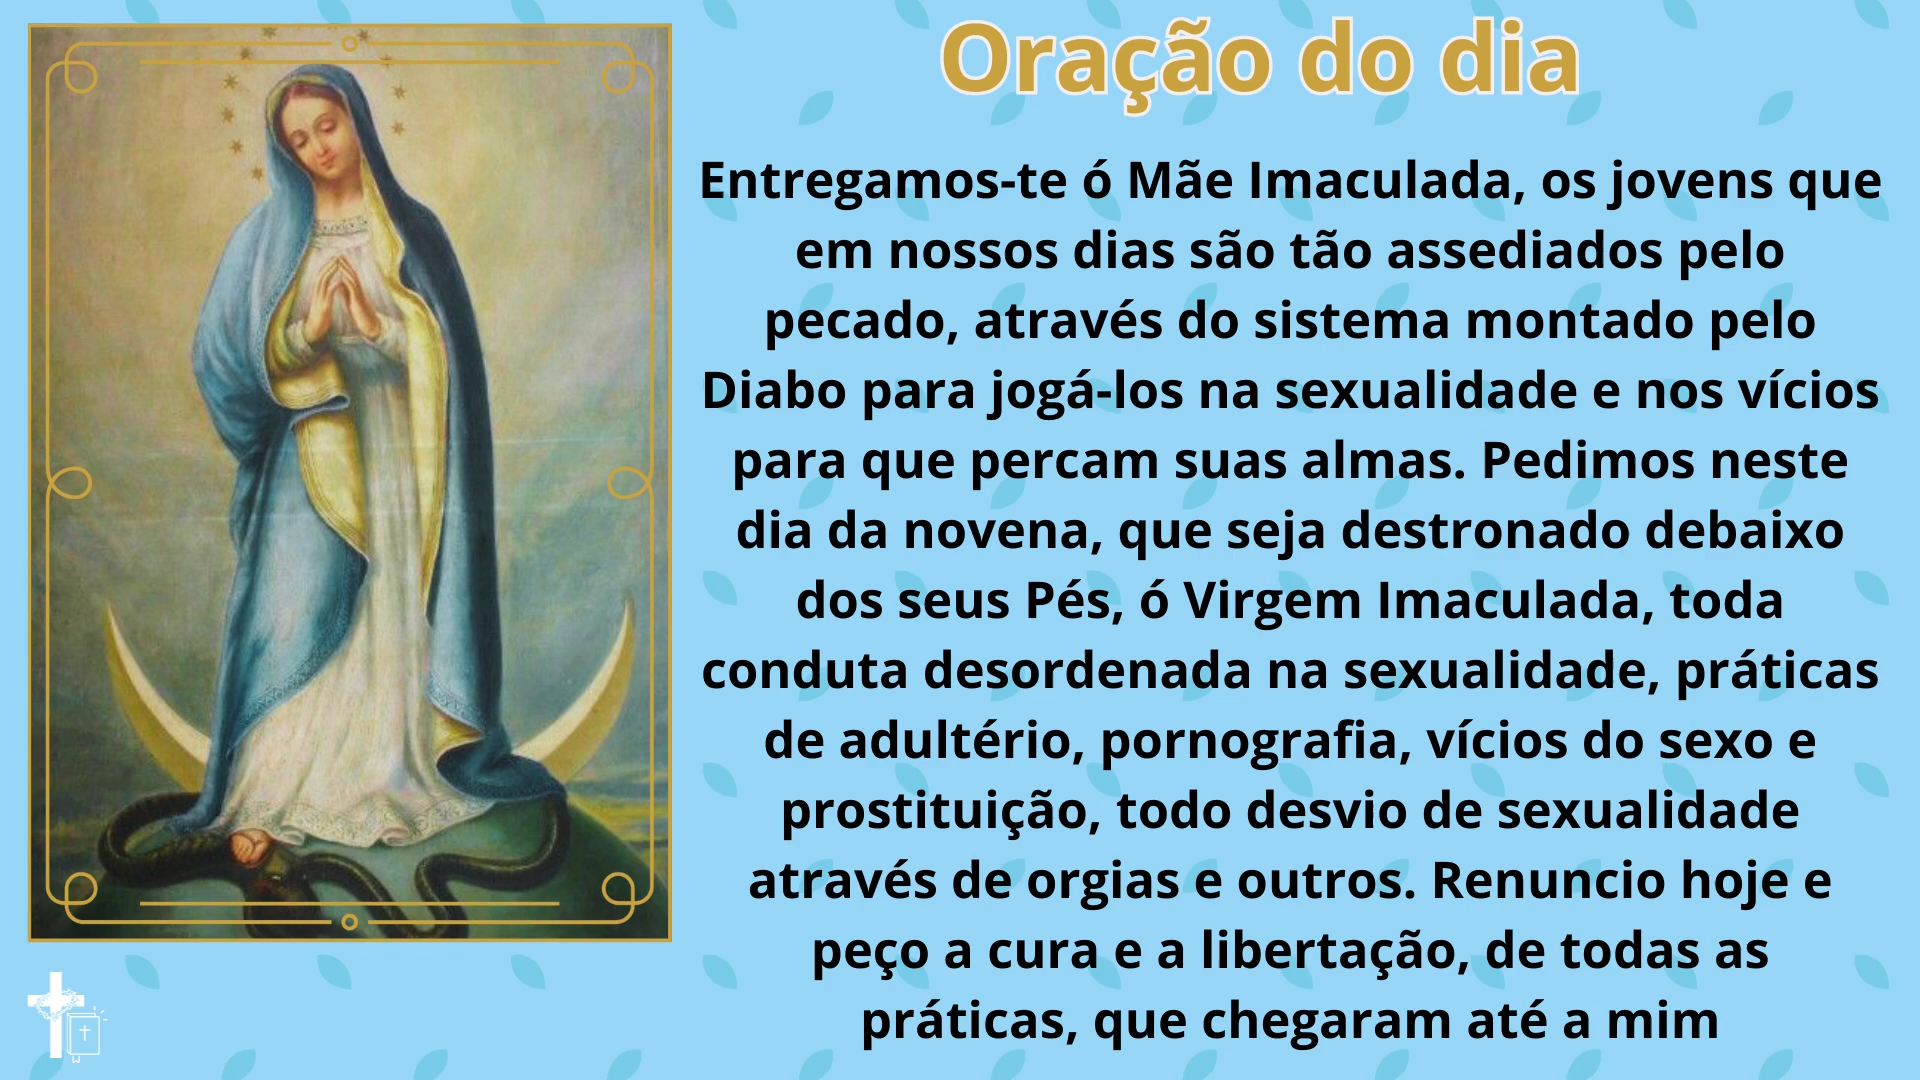 Oração do dia
Entregamos-te ó Mãe Imaculada, os jovens que
em nossos dias são tão assediados pelo
pecado, através do sistema montado pelo
Diabo para jogá-los na sexualidade e nos vícios
para que percam suas almas. Pedimos neste
dia da novena, que seja destronado debaixo
dos seus Pés, ó Virgem Imaculada, toda
conduta desordenada na sexualidade, práticas
de adultério, pornografia, vícios do sexo e
prostituição, todo desvio de sexualidade
através de orgias e outros. Renuncio hoje e
peço a cura e a libertação, de todas as
práticas, que chegaram até a mim